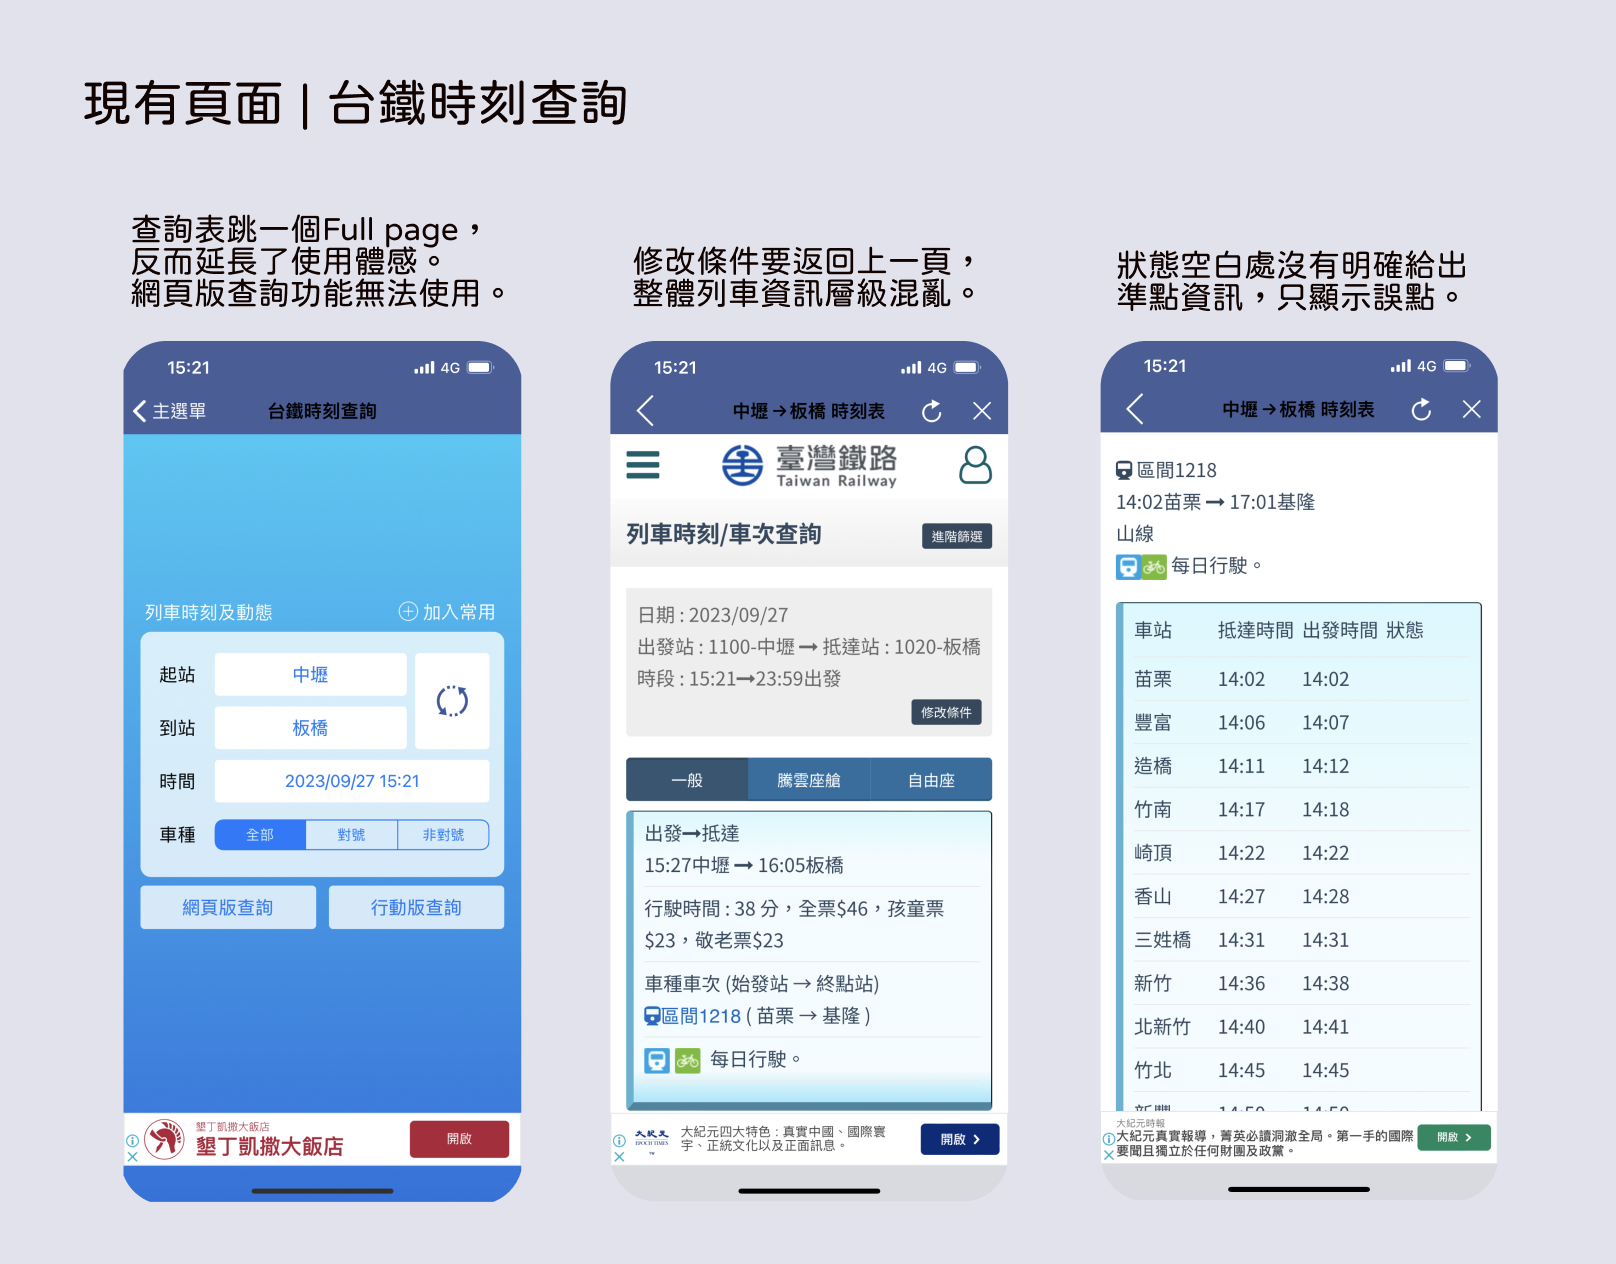 現有頁面 | 台鐵時刻查詢
查詢表跳一個Full page，
反而延長了使用體感。
網頁版查詢功能無法使用。
15:21
4G
主選單
台鐵時刻查詢
列車時刻及動態
加入常用
起站
中壢
到站
板橋
時間
2023/09/27 15:21
車種
全部
對號
非對號
網頁版查詢
行動版查詢
墾丁凱撒大飯店
墾丁凱撒大飯店
開啟
修改條件要返回上一頁，
整體列車資訊層級混亂。
15:21
4G
中壢→板橋 時刻表
臺灣鐵路
Taiwan Railway
列車時刻/車次查詢
進階篩選
日期 : 2023/09/27
出發站 : 1100-中壢 ➞ 抵達站 : 1020-板橋
時段 : 15:21➞23:59出發
修改條件
一般
騰雲座艙
自由座
出發➞抵達
15:27中壢 ➞ 16:05板橋
行駛時間 : 38 分，全票$46，孩童票
$23，敬老票$23
車種車次 (始發站 → 終點站)
區間1218 ( 苗栗 → 基隆 )
每日行駛。
大紀元
EPOCH TIMES
大紀元四大特色：真實中國、國際寰
宇、正統文化以及正面訊息。
開啟
狀態空白處沒有明確給出
準點資訊，只顯示誤點。
15:21
4G
中壢→板橋 時刻表
區間1218
14:02苗栗 ➞ 17:01基隆
山線
每日行駛。
車站 抵達時間 出發時間 狀態
苗栗 14:02 14:02
豐富 14:06 14:07
造橋 14:11 14:12
竹南 14:17 14:18
崎頂 14:22 14:22
香山 14:27 14:28
三姓橋 14:31 14:31
新竹 14:36 14:38
北新竹 14:40 14:41
竹北 14:45 14:45
新豐 14:50 14:50
大紀元時報
大紀元真實報導，菁英必讀洞澈全局。第一手的國際
要聞且獨立於任何財團及政黨。
開啟